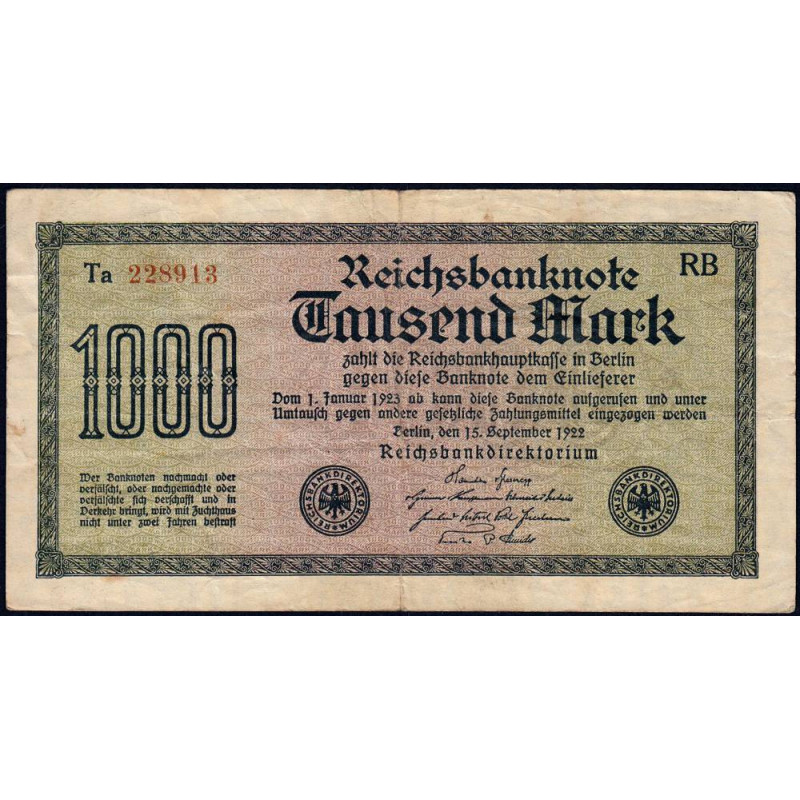 Ta 228913
RB
Reichsbanknote
Tausend Mark
1000
zahlt die Reichsbankhauptkasse in Berlin
gegen diese Banknote dem Einlieferer
Vom 1. Januar 1923 ab kann diese Banknote aufgerufen und unter
Umtausch gegen andere gesetzliche Zahlungsmittel eingezogen werden
Berlin, den 15. September 1922
Reichsbankdirektorium
Wer Banknoten nachmacht oder
verfälscht, oder nachgemachte oder
verfälschte sich verschafft und in
Verkehr bringt, wird mit Zuchthaus
nicht unter zwei Jahren bestraft
REICHSBANKDIREKTORIUM
REICHSBANKDIREKTORIUM